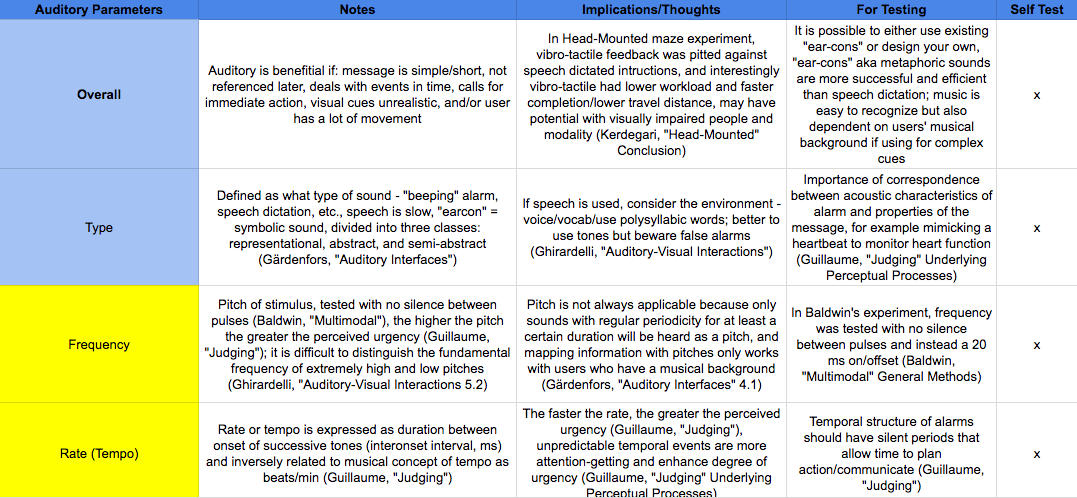 Auditory Parameters
Notes
Implications/Thoughts
For Testing
Self Test
Overall
Auditory is benefitial if: message is simple/short, not
referenced later, deals with events in time, calls for
immediate action, visual cues unrealistic, and/or user
has a lot of movement
In Head-Mounted maze experiment,
vibro-tactile feedback was pitted against
speech dictated intructions, and interestingly
vibro-tactile had lower workload and faster
completion/lower travel distance, may have
potential with visually impaired people and
modality (Kerdegari, "Head-Mounted"
Conclusion)
It is possible to either use existing
"ear-cons" or design your own,
"ear-cons" aka metaphoric sounds
are more successful and efficient
than speech dictation; music is
easy to recognize but also
dependent on users' musical
background if using for complex
cues
x
Type
Defined as what type of sound - "beeping" alarm,
speech dictation, etc., speech is slow, "earcon" =
symbolic sound, divided into three classes:
representational, abstract, and semi-abstract
(Gärdenfors, "Auditory Interfaces")
If speech is used, consider the environment -
voice/vocab/use polysyllabic words; better to
use tones but beware false alarms
(Ghirardelli, "Auditory-Visual Interactions")
Importance of correspondence
between acoustic characteristics of
alarm and properties of the
message, for example mimicking a
heartbeat to monitor heart function
(Guillaume, "Judging" Underlying
Perceptual Processes)
x
Frequency
Pitch of stimulus, tested with no silence between
pulses (Baldwin, "Multimodal"), the higher the pitch
the greater the perceived urgency (Guillaume,
"Judging"); it is difficult to distinguish the fundamental
frequency of extremely high and low pitches
(Ghirardelli, "Auditory-Visual Interactions 5.2)
Pitch is not always applicable because only
sounds with regular periodicity for at least a
certain duration will be heard as a pitch, and
mapping information with pitches only works
with users who have a musical background
(Gärdenfors, "Auditory Interfaces" 4.1)
In Baldwin's experiment, frequency
was tested with no silence
between pulses and instead a 20
ms on/offset (Baldwin,
"Multimodal" General Methods)
x
Rate (Tempo)
Rate or tempo is expressed as duration between
onset of successive tones (interonset interval, ms)
and inversely related to musical concept of tempo as
beats/min (Guillaume, "Judging")
The faster the rate, the greater the perceived
urgency (Guillaume, "Judging"),
unpredictable temporal events are more
attention-getting and enhance degree of
urgency (Guillaume, "Judging" Underlying
Perceptual Processes)
Temporal structure of alarms
should have silent periods that
allow time to plan
action/communicate (Guillaume,
"Judging")
x